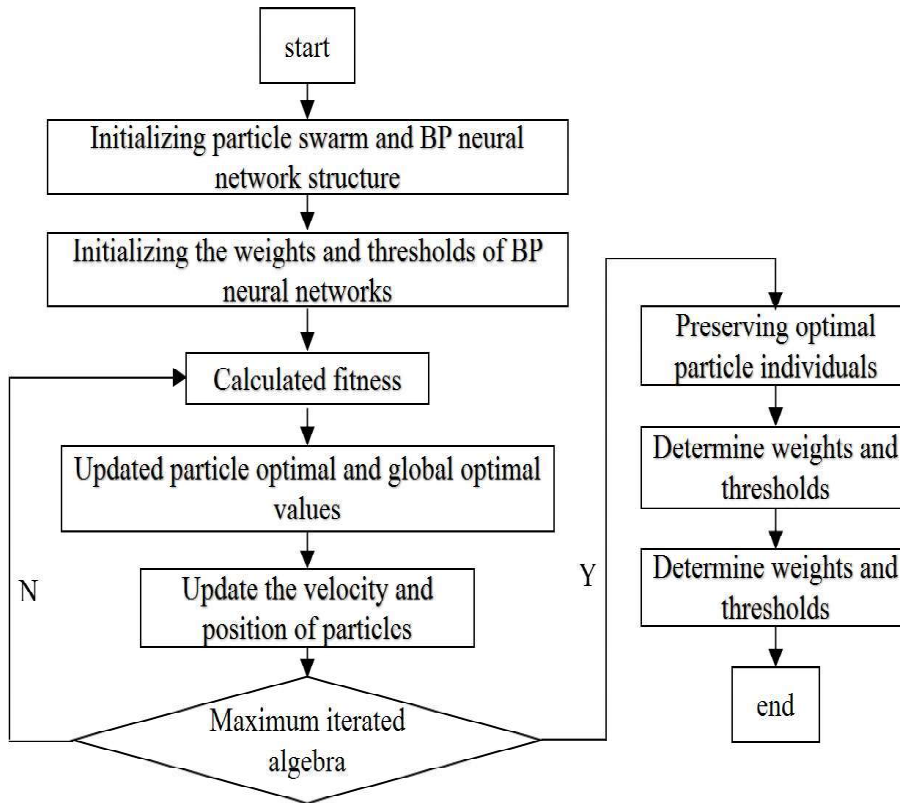 start
Initializing particle swarm and BP neural
network structure
Initializing the weights and thresholds of BP
neural networks
Calculated fitness
Updated particle optimal and global optimal
values
Update the velocity and
position of particles
Maximum iterated
algebra
N
Y
Preserving optimal
particle individuals
Determine weights and
thresholds
Determine weights and
thresholds
end